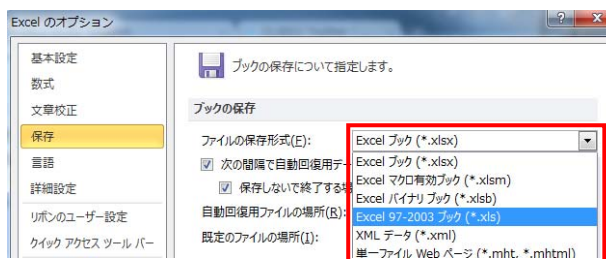 Excel のオプション
基本設定
数式
文章校正
保存
言語
詳細設定
リボンのユーザー設定
クイック アクセス ツール バー
ブックの保存について指定します。
ブックの保存
ファイルの保存形式(F):
Excel ブック (*.xlsx)
次の間隔で自動回復用デー
保存しないで終了する場
自動回復用ファイルの場所(R):
既定のファイルの場所(I):
Excel ブック (*.xlsx)
Excel マクロ有効ブック (*.xlsm)
Excel バイナリ ブック (*.xlsb)
Excel 97-2003 ブック (*.xls)
XML データ (*.xml)
単一ファイル Web ページ (*.mht, *.mhtml)